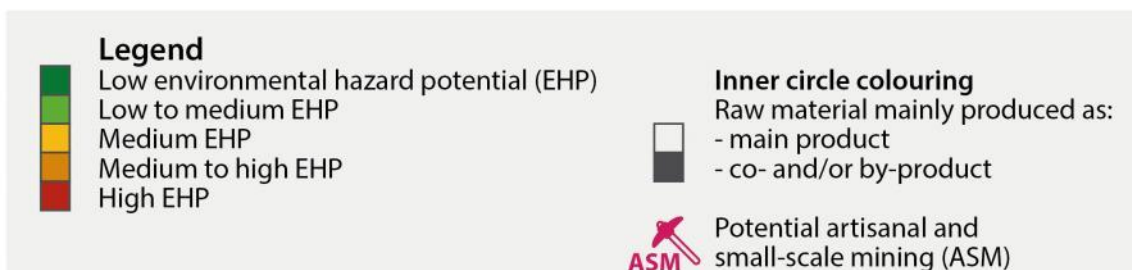 Legend
Low environmental hazard potential (EHP)
Low to medium EHP
Medium EHP
Medium to high EHP
High EHP
Inner circle colouring
Raw material mainly produced as:
- main product
- co- and/or by-product
ASM
Potential artisanal and
small-scale mining (ASM)